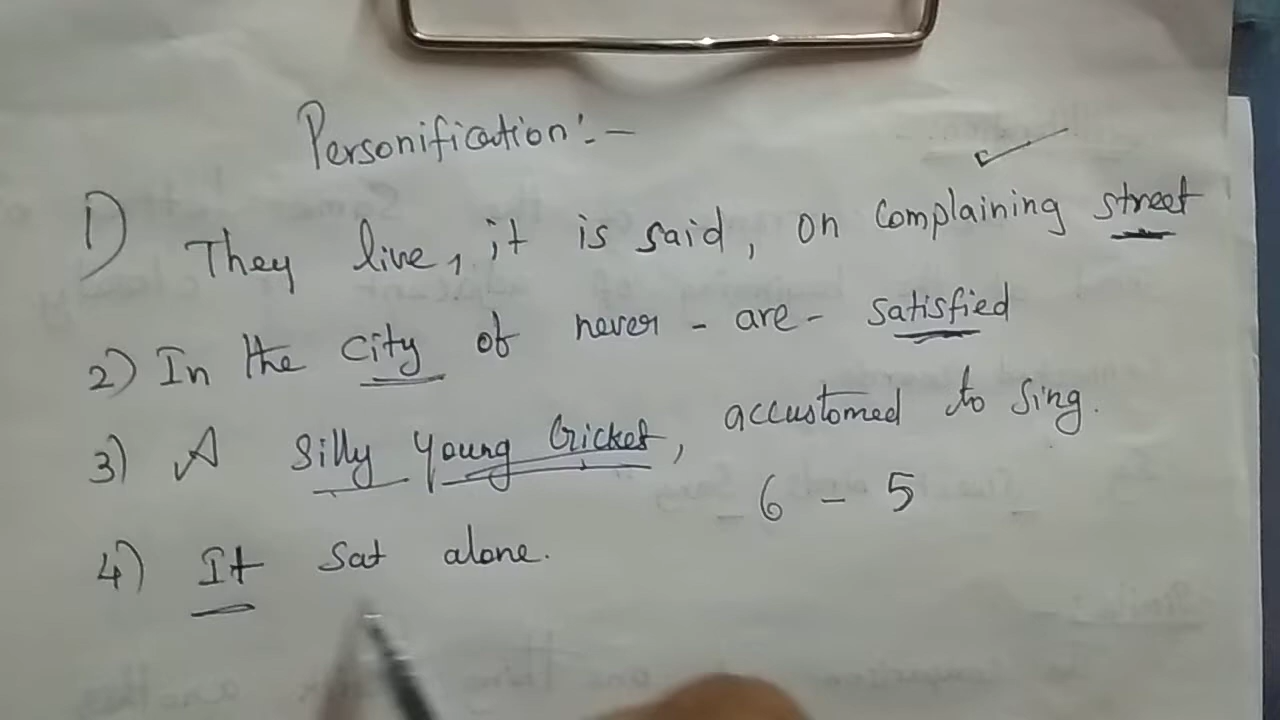 Personification:-
1) They live, it is said, on complaining street
2) In the city of never - are - satisfied
3) A Silly young Cricket, accustomed to Sing.
6 - 5
4) It Sat alone.